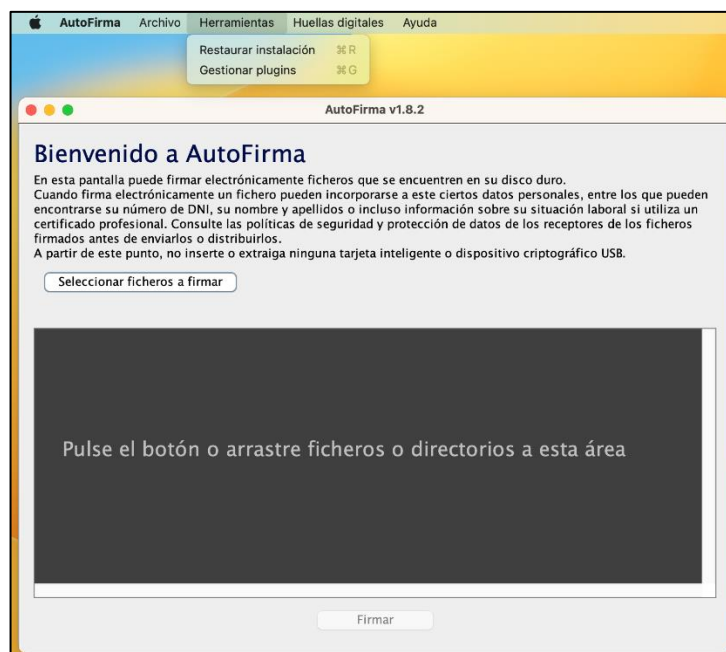 AutoFirma Archivo Herramientas Huellas digitales Ayuda
Restaurar instalación ⌘R
Gestionar plugins ⌘G
AutoFirma v1.8.2
Bienvenido a AutoFirma
En esta pantalla puede firmar electrónicamente ficheros que se encuentren en su disco duro.
Cuando firma electrónicamente un fichero pueden incorporarse a este ciertos datos personales, entre los que pueden
encontrarse su número de DNI, su nombre y apellidos o incluso información sobre su situación laboral si utiliza un
certificado profesional. Consulte las políticas de seguridad y protección de datos de los receptores de los ficheros
firmados antes de enviarlos o distribuirlos.
A partir de este punto, no inserte o extraiga ninguna tarjeta inteligente o dispositivo criptográfico USB.
Seleccionar ficheros a firmar
Pulse el botón o arrastre ficheros o directorios a esta área
Firmar